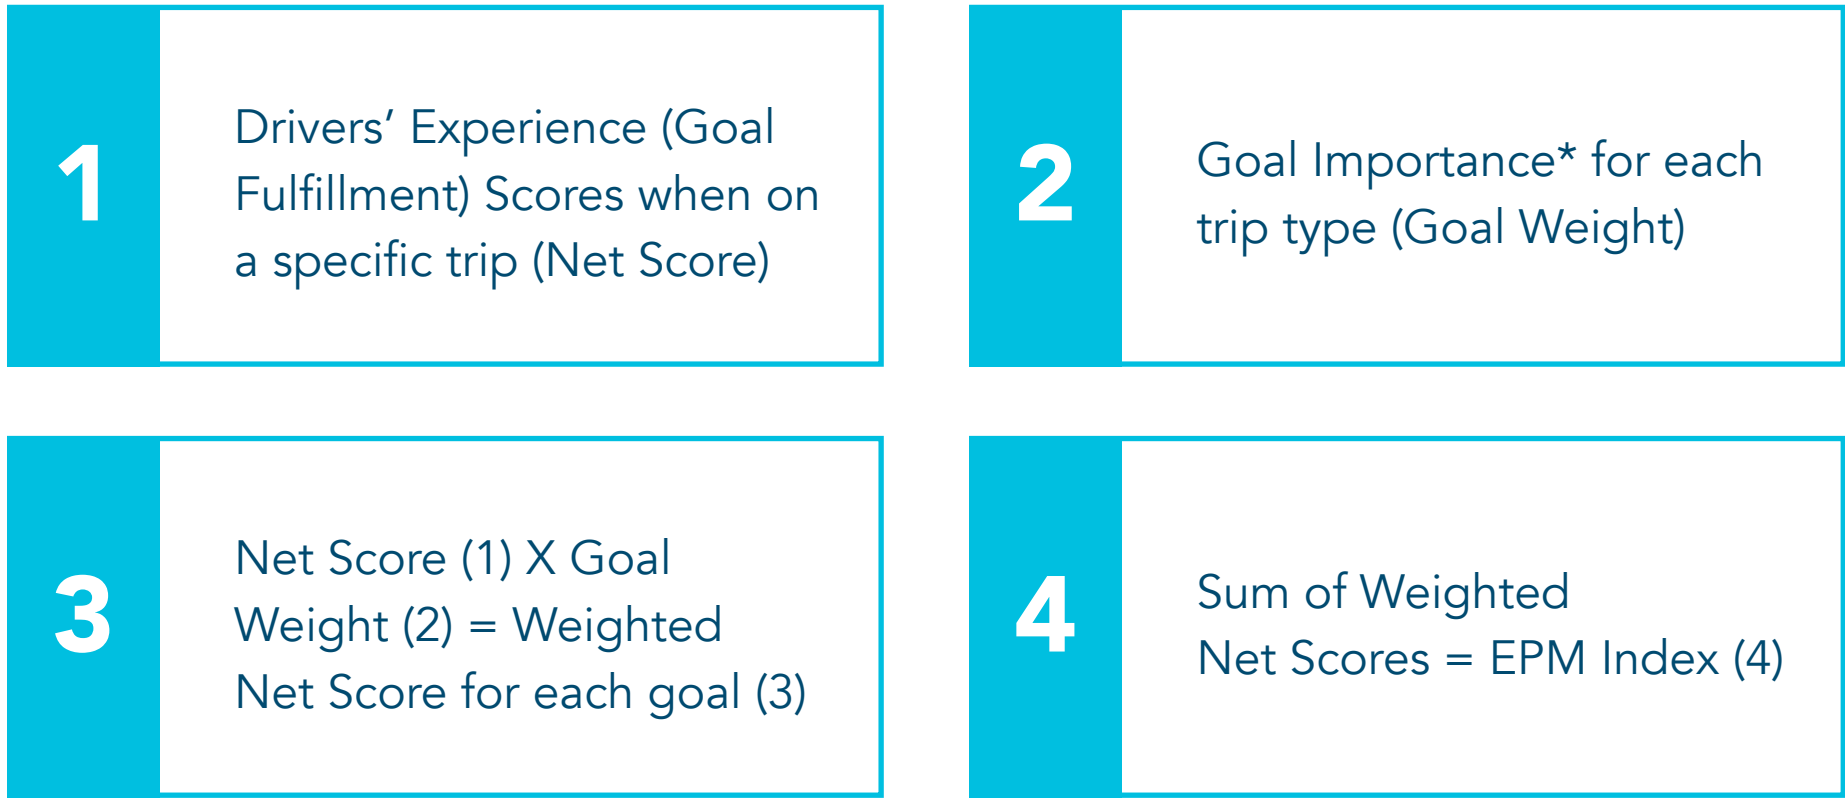 1
Drivers’ Experience (Goal
Fulfillment) Scores when on
a specific trip (Net Score)
2
Goal Importance* for each
trip type (Goal Weight)
3
Net Score (1) X Goal
Weight (2) = Weighted
Net Score for each goal (3)
4
Sum of Weighted
Net Scores = EPM Index (4)